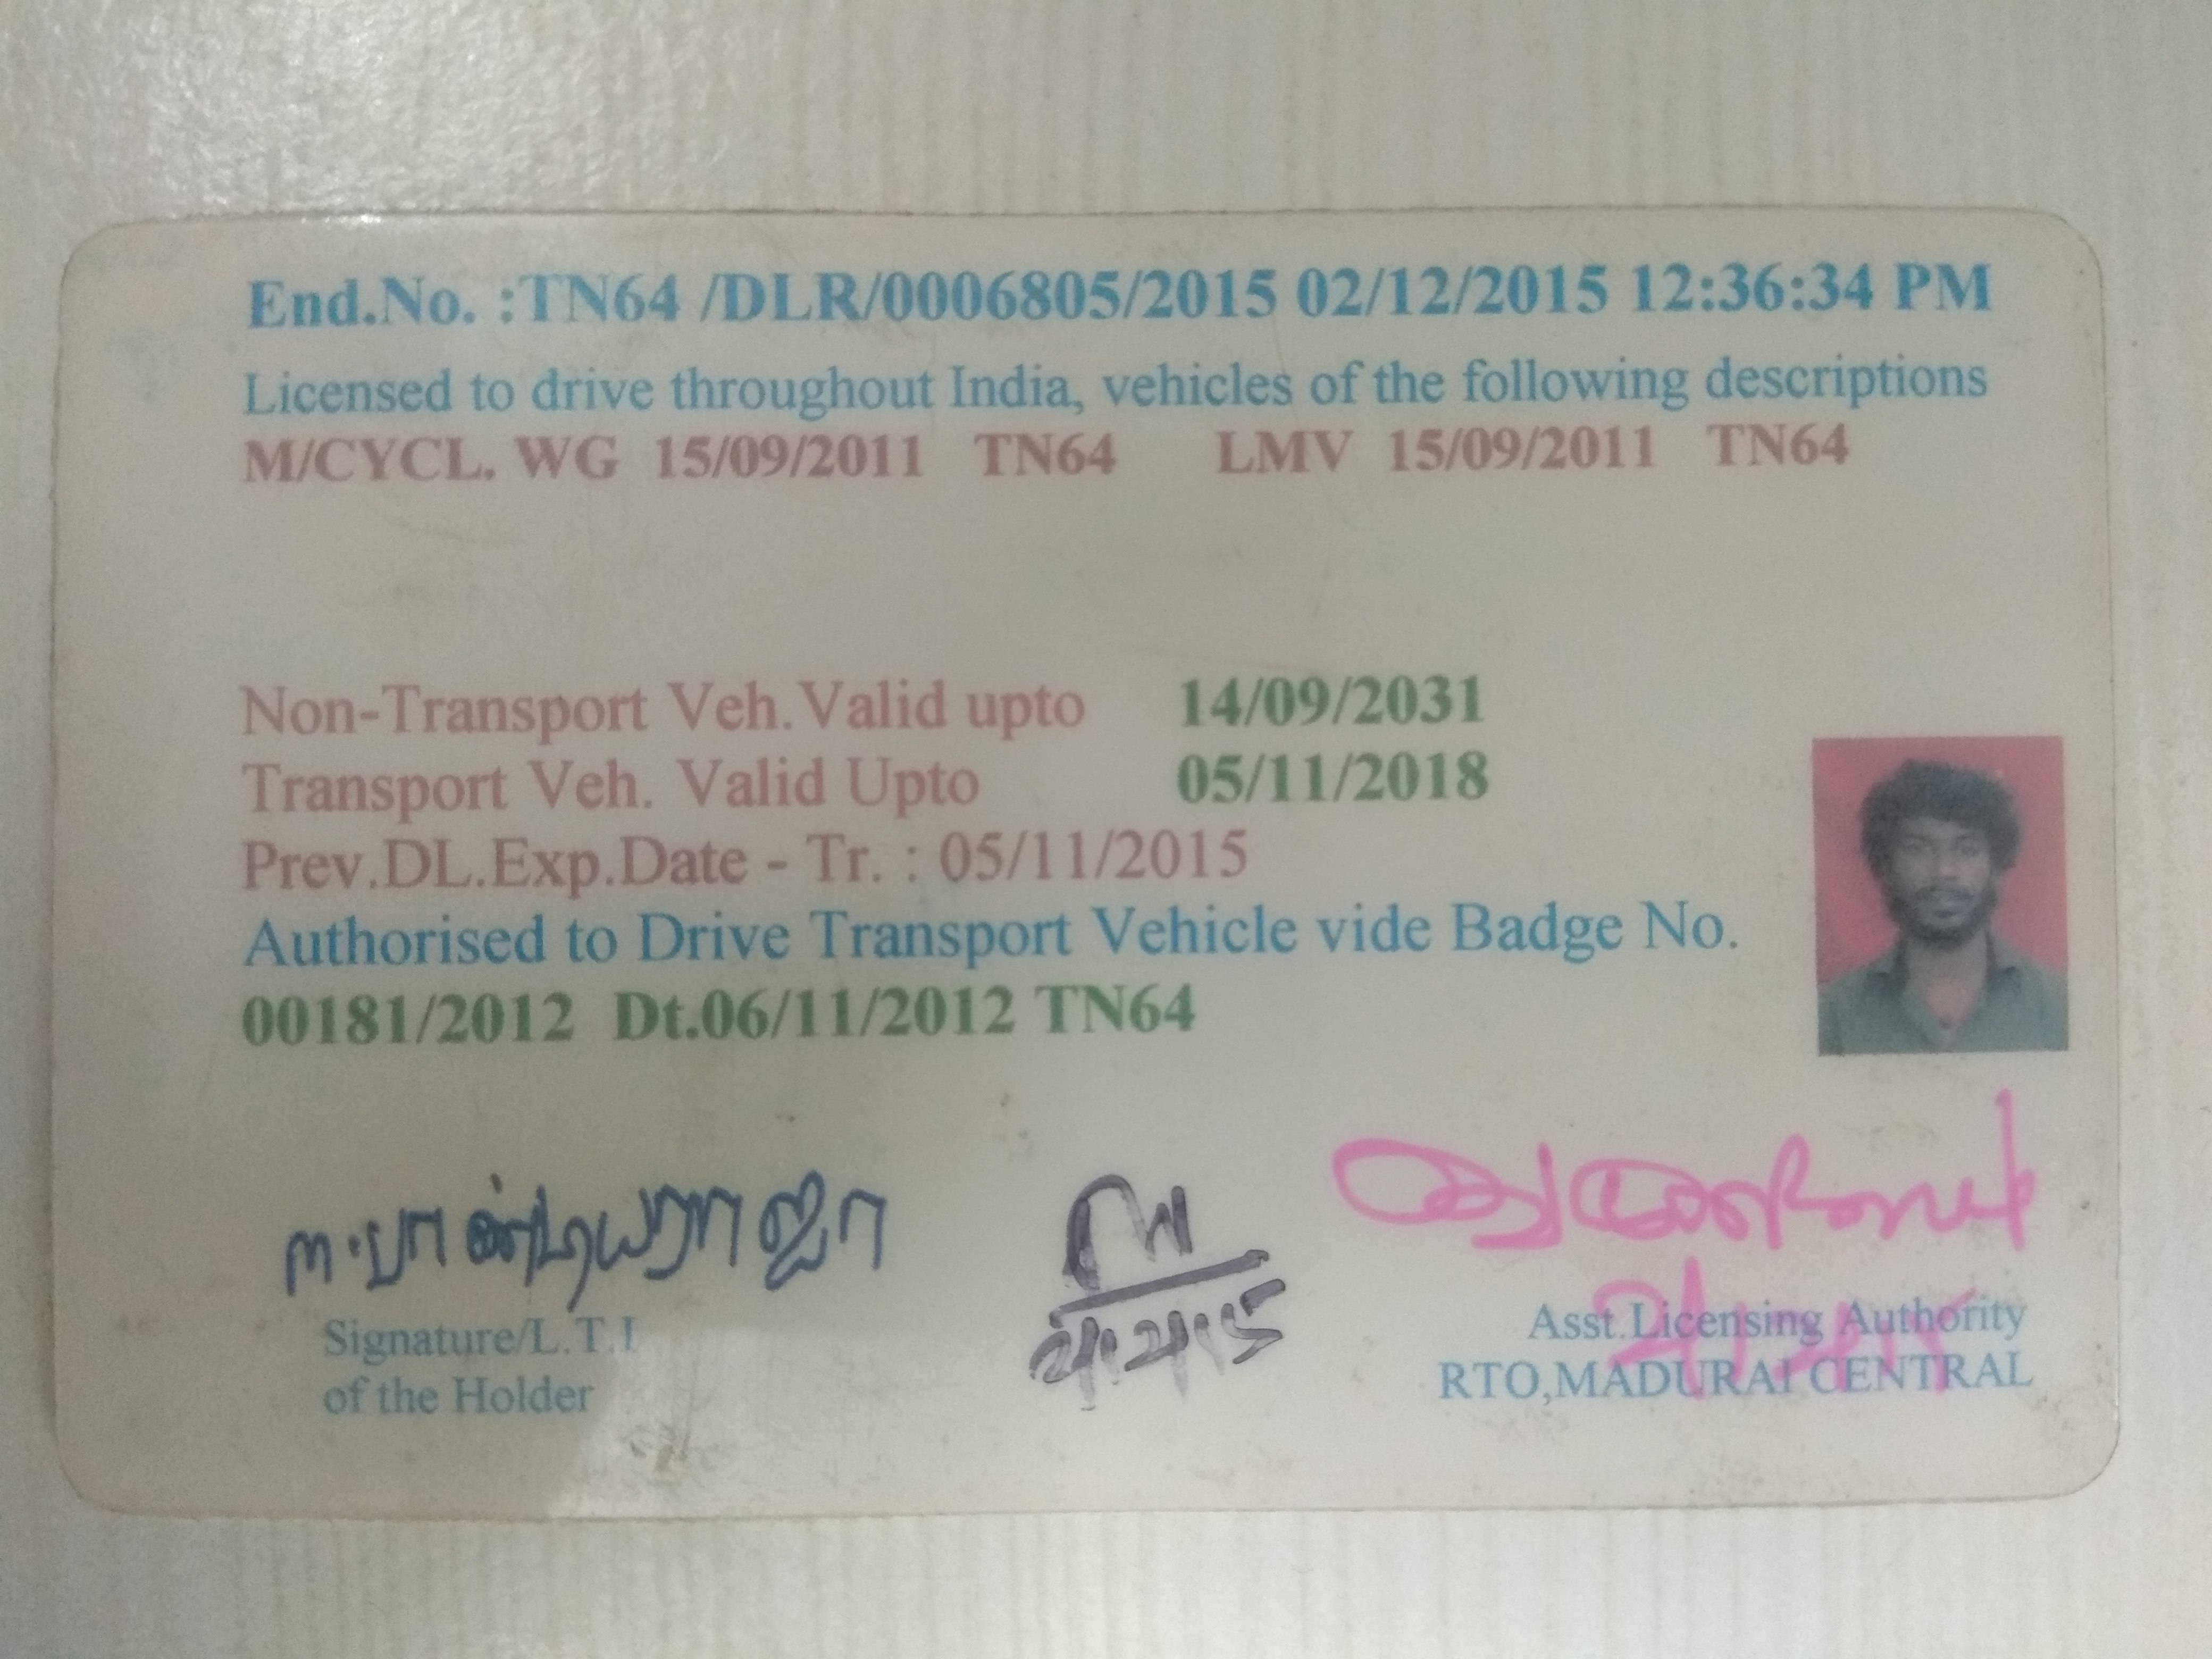 End.No. :TN64 /DLR/0006805/2015 02/12/2015 12:36:34 PM
Licensed to drive throughout India, vehicles of the following descriptions
M/CYCL. WG 15/09/2011 TN64 LMV 15/09/2011 TN64
Non-Transport Veh.Valid upto 14/09/2031
Transport Veh. Valid Upto 05/11/2018
Prev.DL.Exp.Date - Tr. : 05/11/2015
Authorised to Drive Transport Vehicle vide Badge No.
00181/2012 Dt.06/11/2012 TN64
பாண்டியராஜா
Signature/L.T.I
of the Holder
Asst.Licensing Authority
RTO,MADURAI CENTRAL